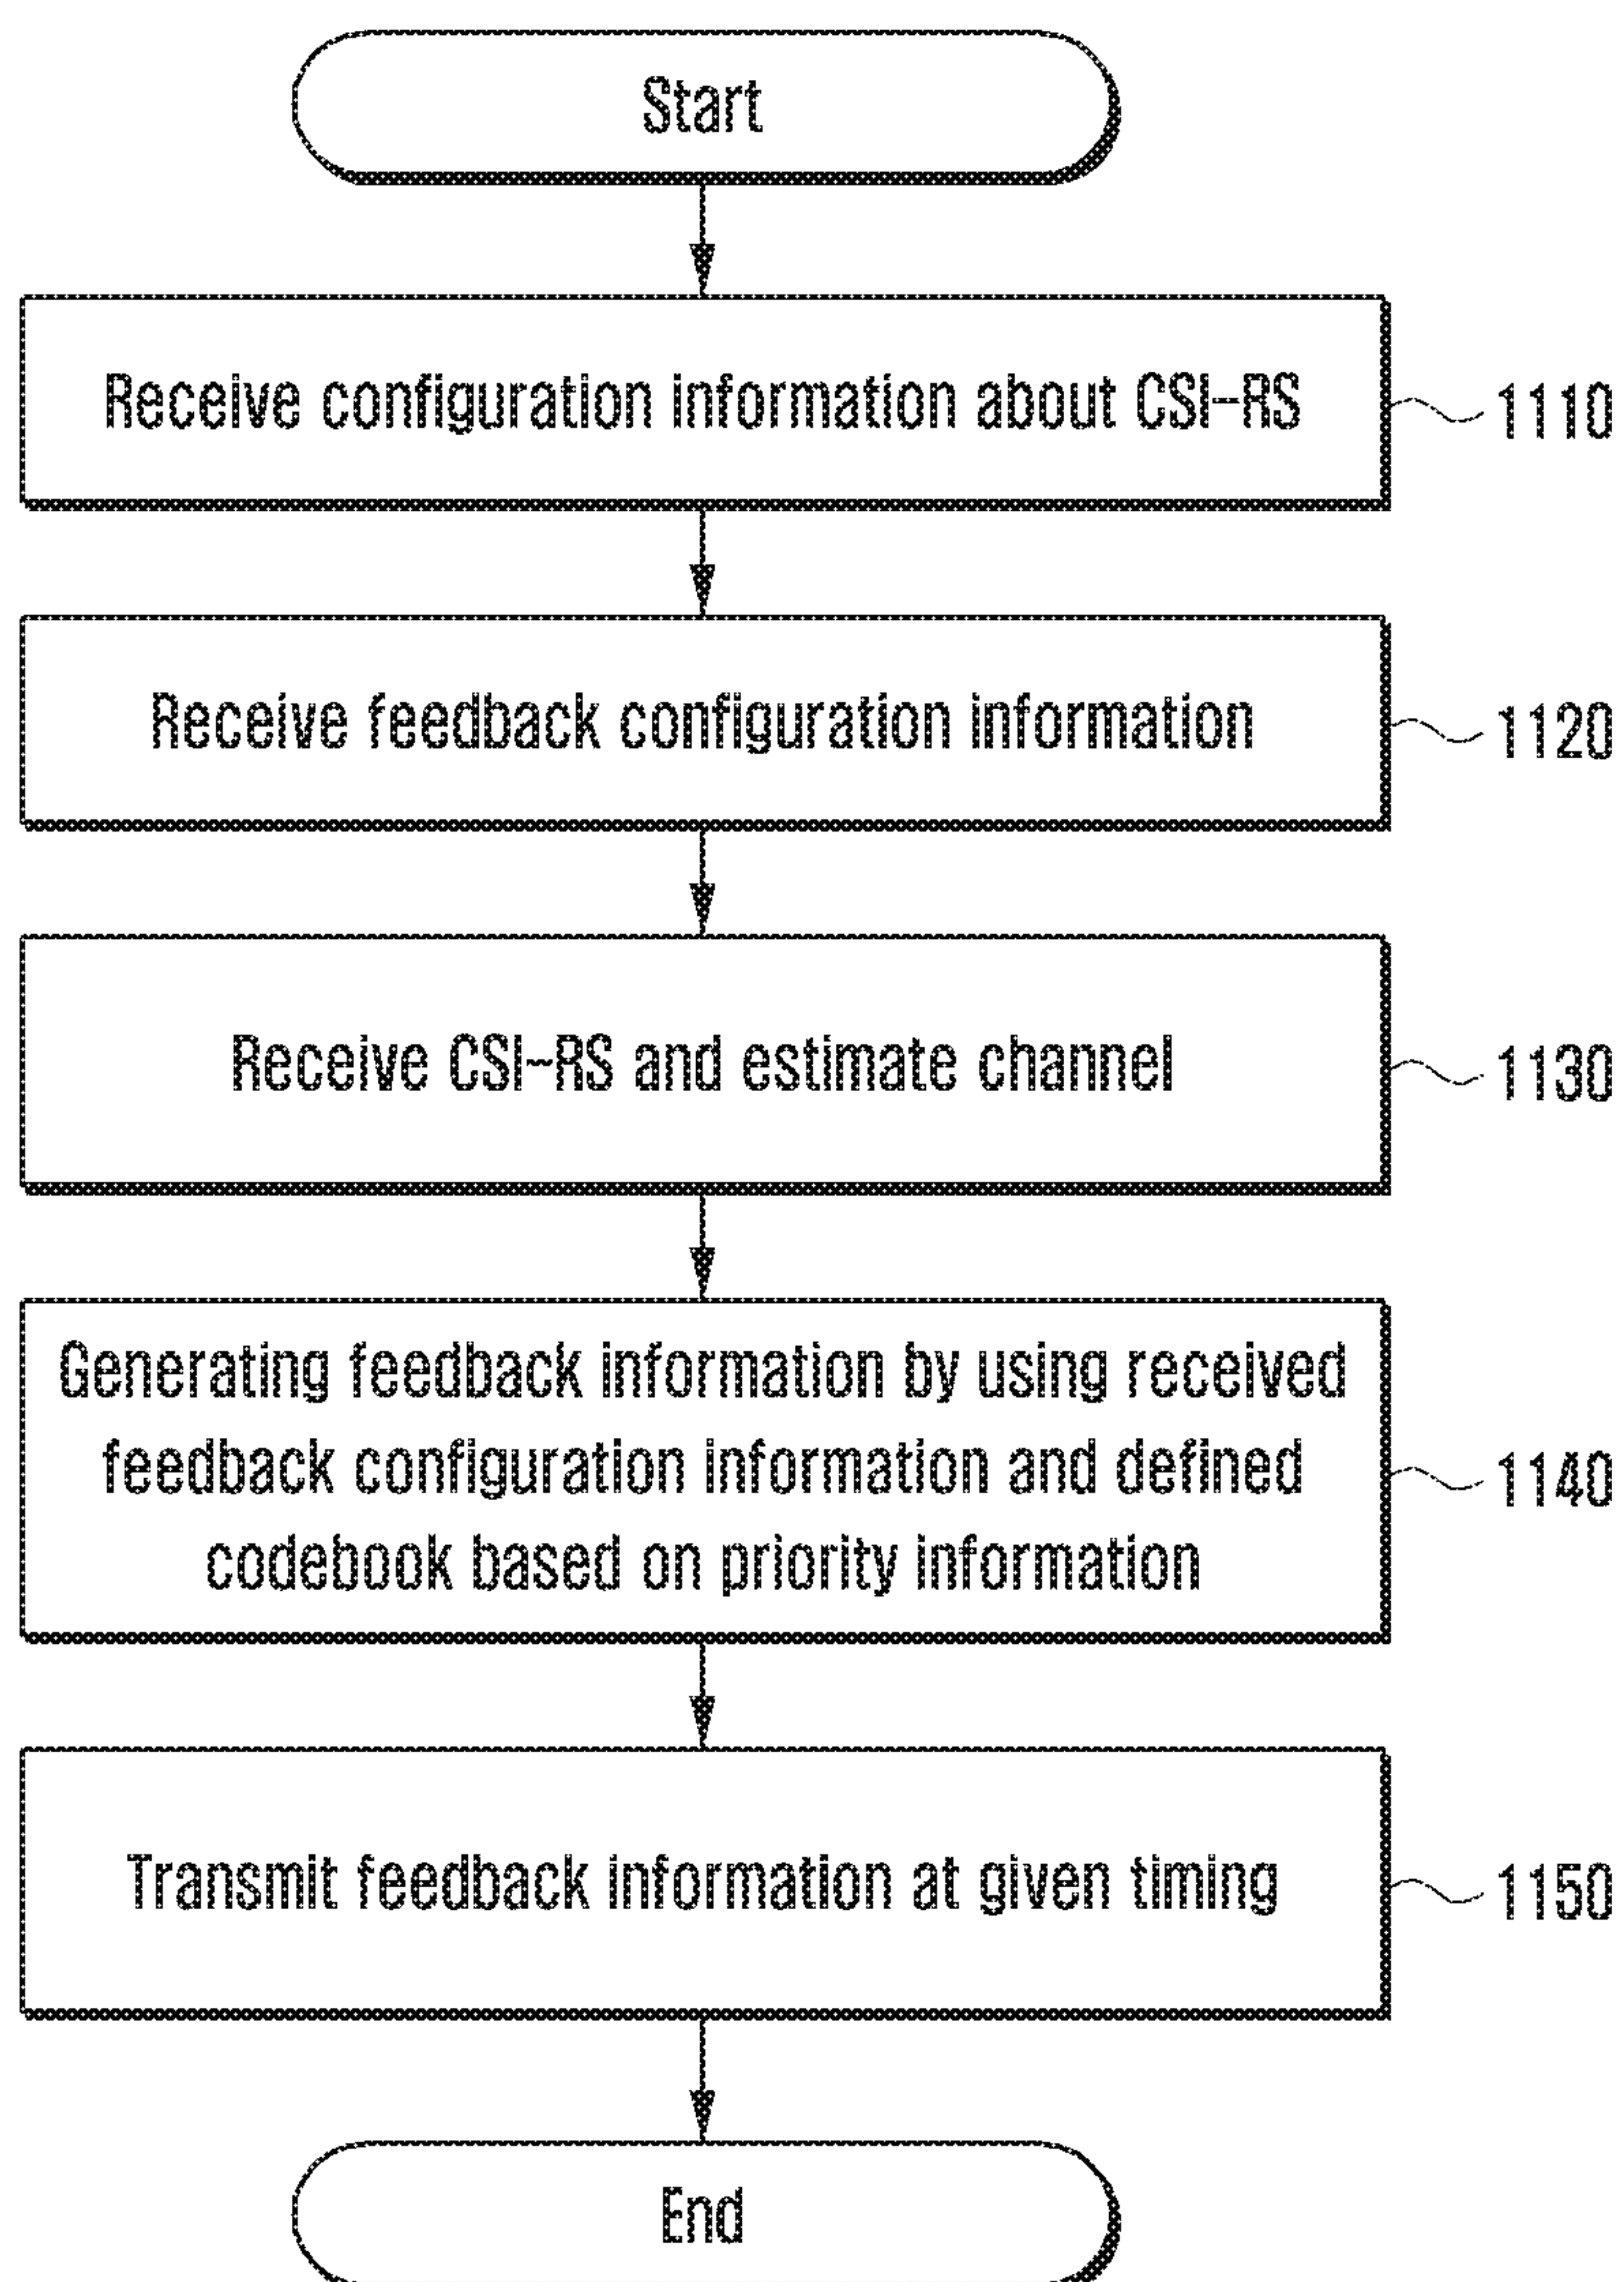 Start
Receive configuration information about CSI-RS
1110
Receive feedback configuration information
1120
Receive CSI-RS and estimate channel
1130
Generating feedback information by using received
feedback configuration information and defined
codebook based on priority information
1140
Transmit feedback information at given timing
1150
End